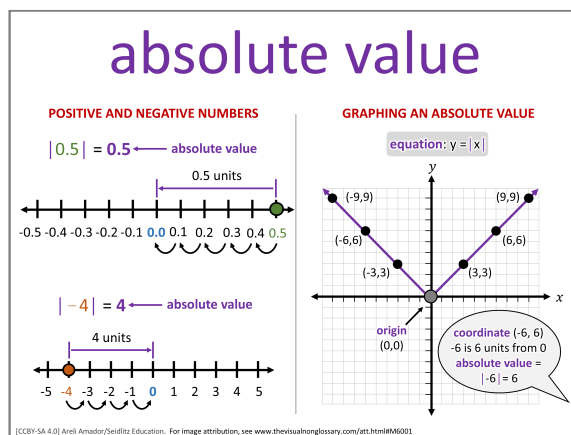 absolute value
POSITIVE AND NEGATIVE NUMBERS
|0.5| = 0.5 absolute value
0.5 units
-0.5 -0.4 -0.3 -0.2 -0.1 0.0 0.1 0.2 0.3 0.4 0.5
|−4| = 4 absolute value
4 units
-5 -4 -3 -2 -1 0 1 2 3 4 5
GRAPHING AN ABSOLUTE VALUE
equation: y = |x|
y
(-9,9) (9,9)
(-6,6) (6,6)
(-3,3) (3,3)
x
origin
(0,0)
coordinate (-6, 6)
-6 is 6 units from 0
absolute value =
|-6| = 6
[CCBY-SA 4.0] Areli Amador/Seidlitz Education. For image attribution, see www.thevisualnonglossary.com/att.html#M6001